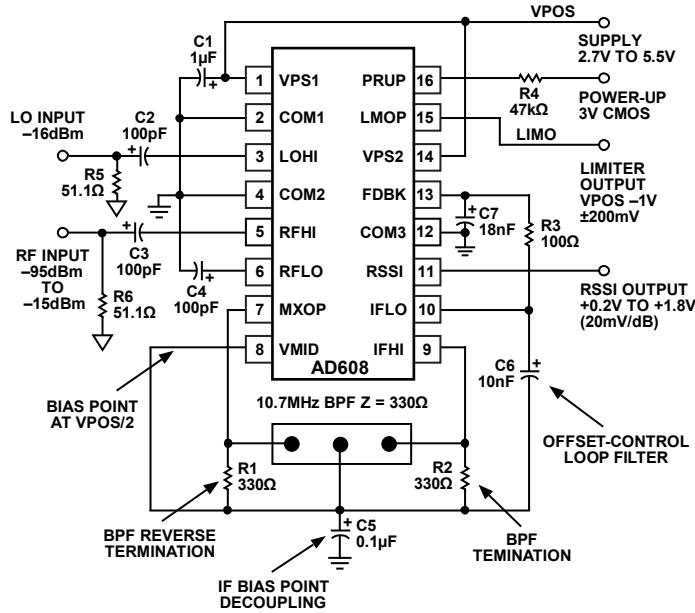 VPOS
C1
1µF
SUPPLY
2.7V TO 5.5V
1 VPS1
PRUP 16
R4
47kΩ
POWER-UP
3V CMOS
LO INPUT
–16dBm
C2
100pF
2 COM1
LMOP 15
LIMO
3 LOHI
VPS2 14
R5
51.1Ω
LIMITER
OUTPUT
VPOS –1V
±200mV
4 COM2
FDBK 13
C7
18nF
R3
100Ω
5 RFHI
COM3 12
RF INPUT
–95dBm
TO
–15dBm
C3
100pF
6 RFLO
RSSI 11
C4
100pF
RSSI OUTPUT
+0.2V TO +1.8V
(20mV/dB)
R6
51.1Ω
7 MXOP
IFLO 10
8 VMID
IFHI 9
AD608
C6
10nF
BIAS POINT
AT VPOS/2
10.7MHz BPF Z = 330Ω
OFFSET-CONTROL
LOOP FILTER
R1
330Ω
R2
330Ω
BPF REVERSE
TERMINATION
C5
0.1µF
BPF
TEMINATION
IF BIAS POINT
DECOUPLING